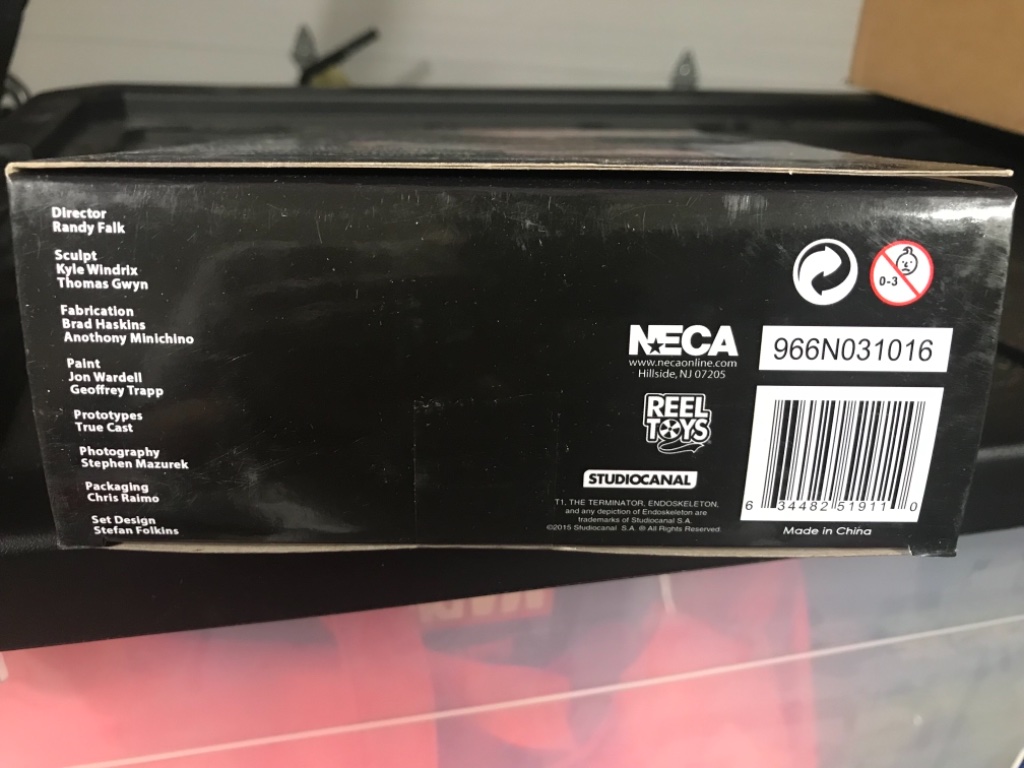 Director
Randy Falk
Sculpt
Kyle Windrix
Thomas Gwyn
Fabrication
Brad Haskins
Anothony Minichino
Paint
Jon Wardell
Geoffrey Trapp
Prototypes
True Cast
Photography
Stephen Mazurek
Packaging
Chris Raimo
Set Design
Stefan Folkins
0-3
NECA
www.necaonline.com
Hillside, NJ 07205
966N031016
REEL
TOYS
STUDIOCANAL
T1, THE TERMINATOR, ENDOSKELETON,
and any depiction of Endoskeleton are
trademarks of Studiocanal S.A.
©2015 Studiocanal S.A. ® All Rights Reserved
6 34482 51911 0
Made in China